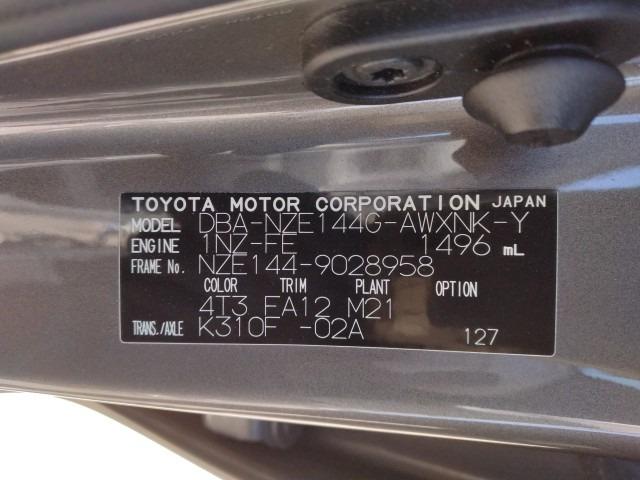 TOYOTA MOTOR CORPORATION JAPAN
MODEL DBA-NZE144G-AWXNK-Y
ENGINE 1NZ-FE 1496 mL
FRAME No. NZE144-9028958
COLOR TRIM PLANT OPTION
4T3 FA12 M21
TRANS./AXLE K310F -02A 127